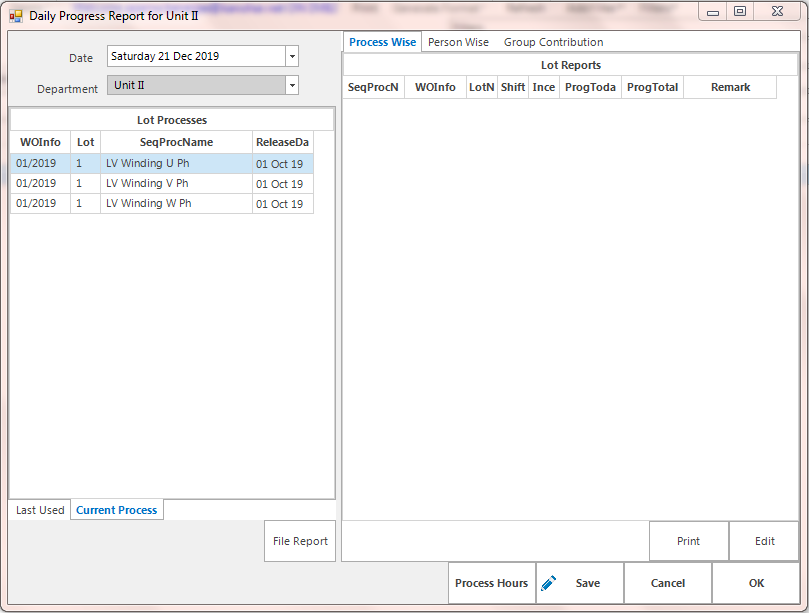 Daily Progress Report for Unit II
Date
Saturday 21 Dec 2019
Department
Unit II
Lot Processes
WOInfo Lot SeqProcName ReleaseDa
01/2019 1 LV Winding U Ph 01 Oct 19
01/2019 1 LV Winding V Ph 01 Oct 19
01/2019 1 LV Winding W Ph 01 Oct 19
Last Used Current Process
File Report
Process Wise Person Wise Group Contribution
Lot Reports
SeqProcN WOInfo LotN Shift Ince ProgToda ProgTotal Remark
Print Edit
Process Hours Save Cancel OK